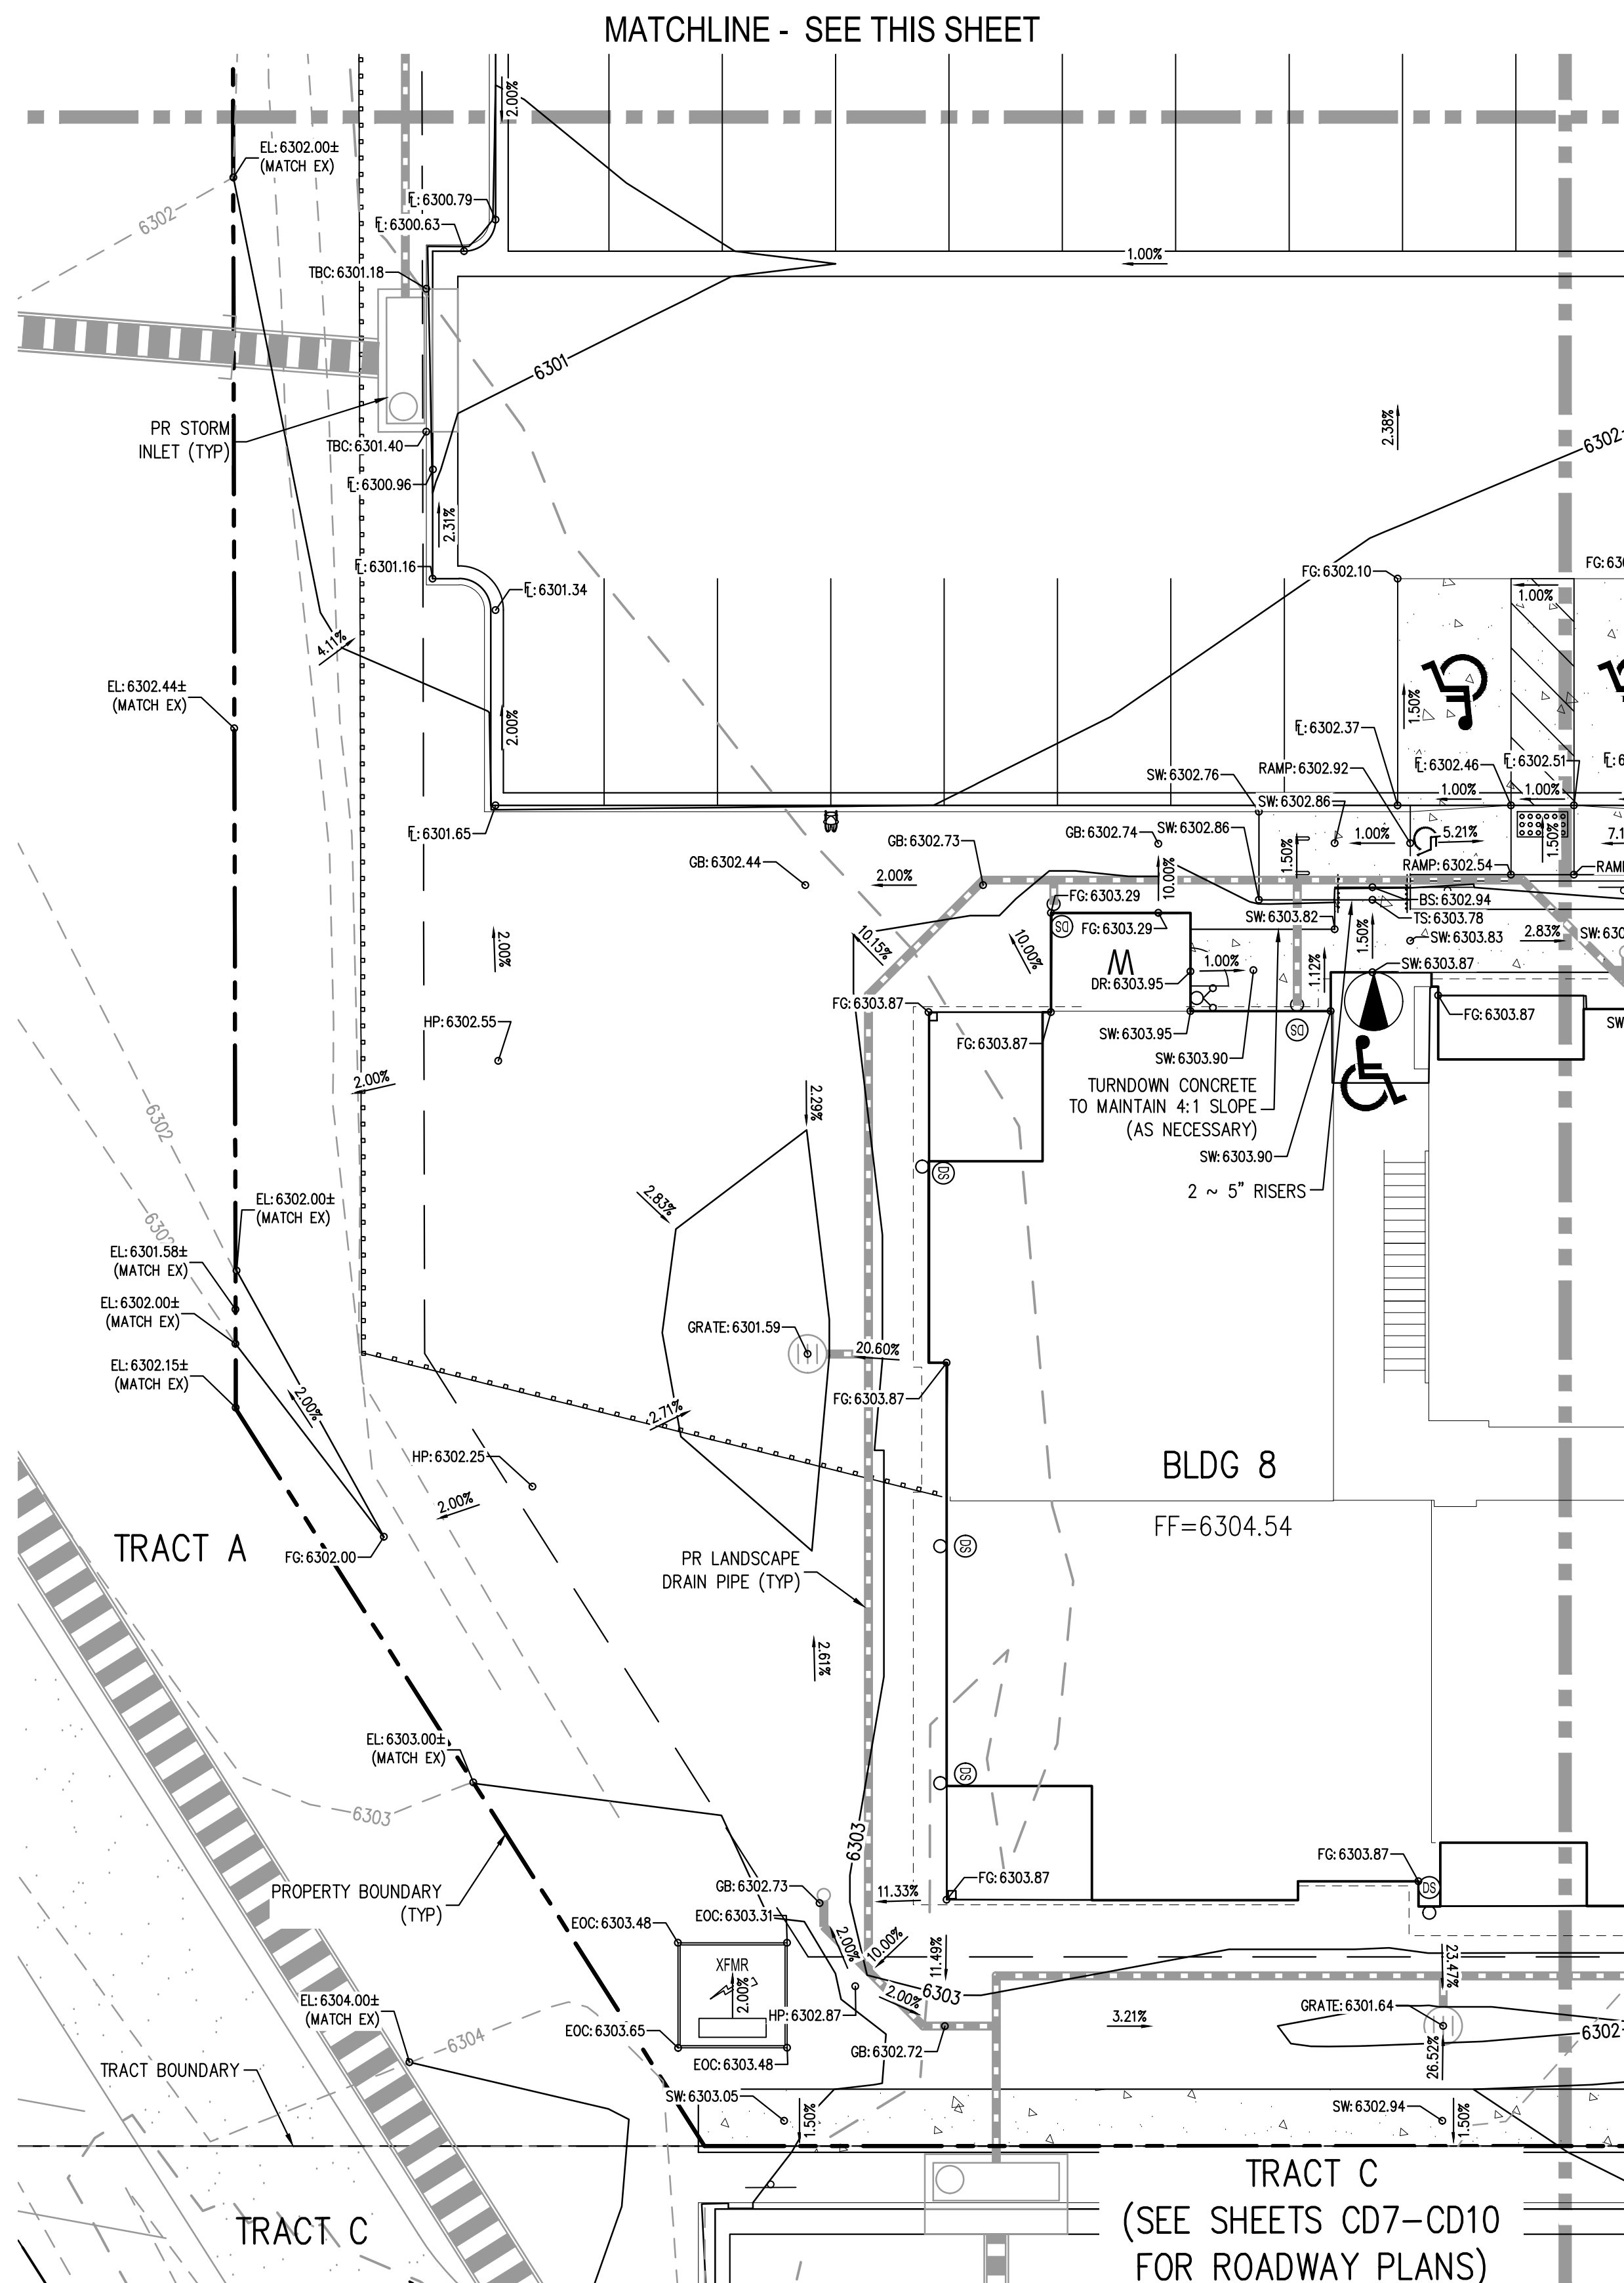 MATCHLINE - SEE THIS SHEET
2.00%
EL: 6302.00±
(MATCH EX)
6302
FL: 6300.79
FL: 6300.63
1.00%
TBC: 6301.18
6301
PR STORM
INLET (TYP)
TBC: 6301.40
2.38%
6302
FL: 6300.96
2.31%
FL: 6301.16
FL: 6301.34
FG: 6302.10
1.00%
4.11%
EL: 6302.44±
(MATCH EX)
2.00%
1.50%
FL: 6302.37
SW: 6302.76
RAMP: 6302.92
FL: 6302.46
FL: 6302.51
SW: 6302.86
1.00%
1.00%
FL: 6301.65
GB: 6302.73
GB: 6302.74
SW: 6302.86
1.50%
1.00%
5.21%
1.50%
GB: 6302.44
2.00%
10.00%
RAMP: 6302.54
FG: 6303.29
BS: 6302.94
SW: 6303.82
TS: 6303.78
DS
FG: 6303.29
SW: 6303.83
2.83%
2.00%
10.15%
10.00%
1.50%
1.00%
1.12%
SW: 6303.87
DR: 6303.95
FG: 6303.87
FG: 6303.87
HP: 6302.55
FG: 6303.87
SW: 6303.95
DS
SW: 6303.90
2.00%
2.29%
TURNDOWN CONCRETE
TO MAINTAIN 4:1 SLOPE
(AS NECESSARY)
6302
SW: 6303.90
DS
2 ~ 5" RISERS
2.83%
EL: 6302.00±
(MATCH EX)
EL: 6301.58±
(MATCH EX)
EL: 6302.00±
(MATCH EX)
GRATE: 6301.59
20.60%
EL: 6302.15±
(MATCH EX)
2.00%
FG: 6303.87
2.71%
HP: 6302.25
BLDG 8
2.00%
FF=6304.54
TRACT A
FG: 6302.00
DS
PR LANDSCAPE
DRAIN PIPE (TYP)
2.61%
EL: 6303.00±
(MATCH EX)
DS
6303
6303
FG: 6303.87
FG: 6303.87
GB: 6302.73
11.33%
DS
PROPERTY BOUNDARY
(TYP)
EOC: 6303.48
EOC: 6303.31
2.00%
10.00%
11.49%
23.47%
XFMR
2.00%
6303
2.00%
EL: 6304.00±
(MATCH EX)
HP: 6302.87
3.21%
GRATE: 6301.64
6302
EOC: 6303.65
6304
GB: 6302.72
26.52%
EOC: 6303.48
TRACT BOUNDARY
SW: 6303.05
1.50%
SW: 6302.94
1.50%
TRACT C
(SEE SHEETS CD7-CD10
FOR ROADWAY PLANS)
TRACT C